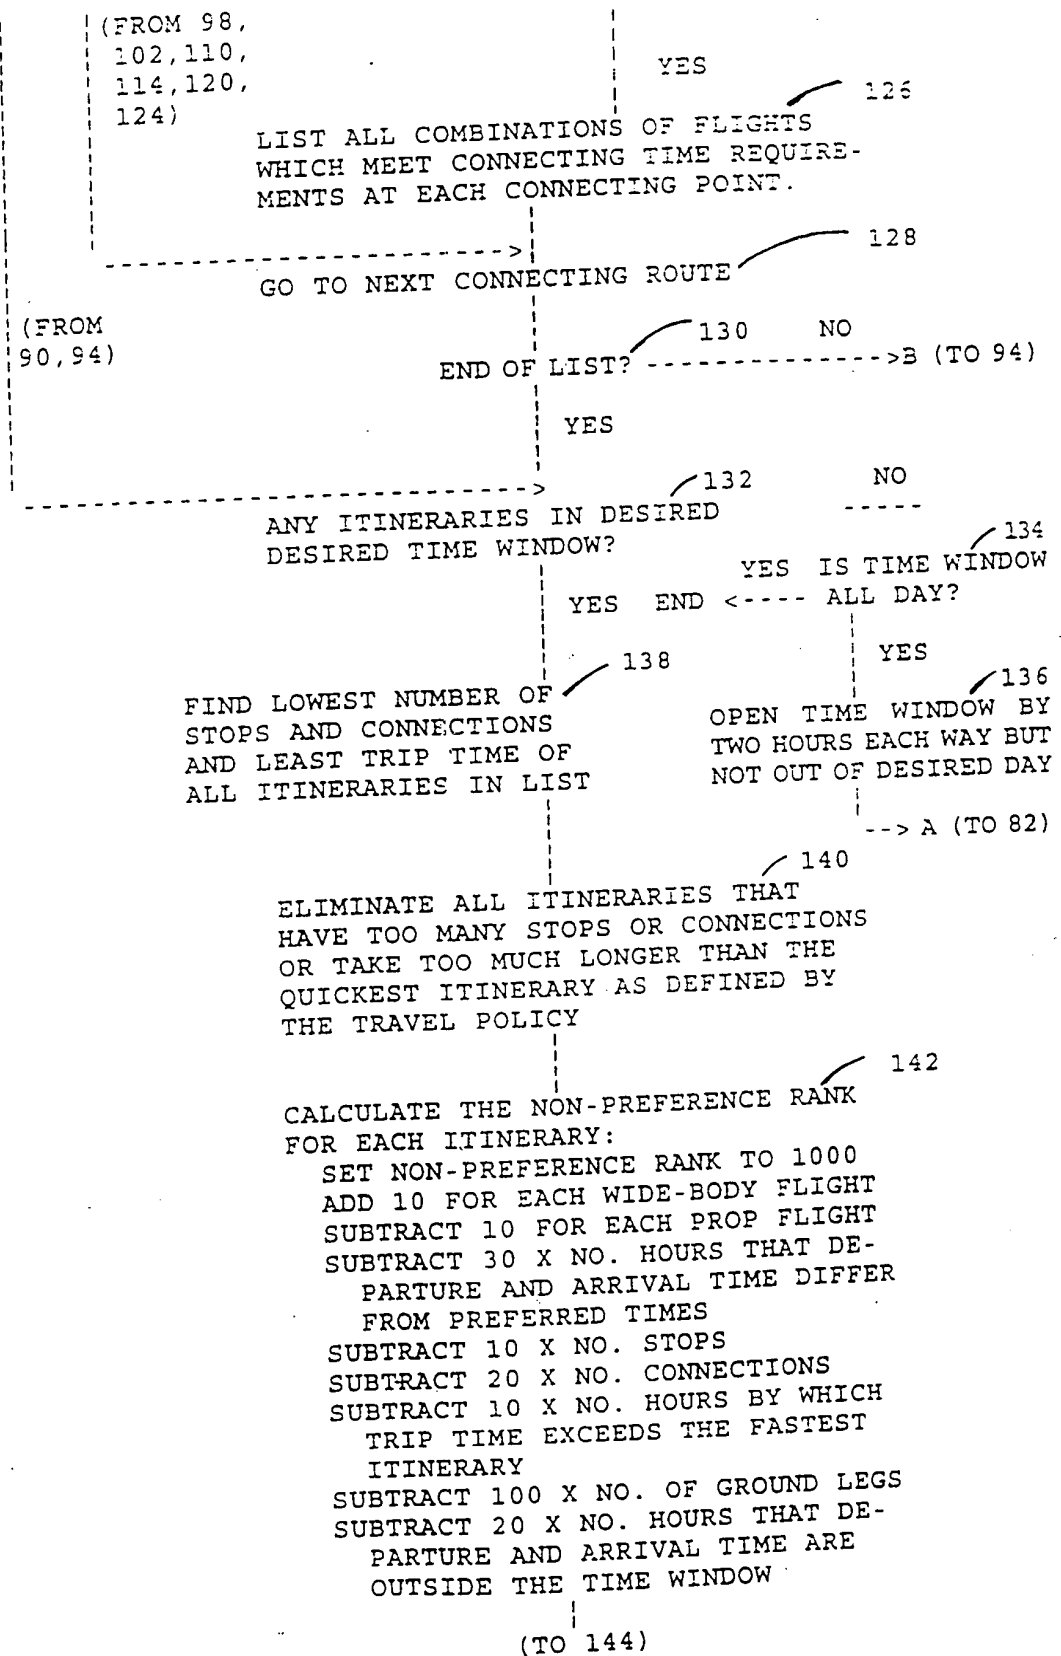 (FROM 98,
102,110,
114,120,
124)
YES
126
LIST ALL COMBINATIONS OF FLIGHTS
WHICH MEET CONNECTING TIME REQUIRE-
MENTS AT EACH CONNECTING POINT.
128
GO TO NEXT CONNECTING ROUTE
(FROM
90,94)
130 NO
END OF LIST? -------------->B (TO 94)
YES
132 NO
ANY ITINERARIES IN DESIRED
DESIRED TIME WINDOW?
134
YES IS TIME WINDOW
YES END <---- ALL DAY?
YES
138
136
FIND LOWEST NUMBER OF
STOPS AND CONNECTIONS
AND LEAST TRIP TIME OF
ALL ITINERARIES IN LIST
OPEN TIME WINDOW BY
TWO HOURS EACH WAY BUT
NOT OUT OF DESIRED DAY
--> A (TO 82)
140
ELIMINATE ALL ITINERARIES THAT
HAVE TOO MANY STOPS OR CONNECTIONS
OR TAKE TOO MUCH LONGER THAN THE
QUICKEST ITINERARY AS DEFINED BY
THE TRAVEL POLICY
142
CALCULATE THE NON-PREFERENCE RANK
FOR EACH ITINERARY:
SET NON-PREFERENCE RANK TO 1000
ADD 10 FOR EACH WIDE-BODY FLIGHT
SUBTRACT 10 FOR EACH PROP FLIGHT
SUBTRACT 30 X NO. HOURS THAT DE-
PARTURE AND ARRIVAL TIME DIFFER
FROM PREFERRED TIMES
SUBTRACT 10 X NO. STOPS
SUBTRACT 20 X NO. CONNECTIONS
SUBTRACT 10 X NO. HOURS BY WHICH
TRIP TIME EXCEEDS THE FASTEST
ITINERARY
SUBTRACT 100 X NO. OF GROUND LEGS
SUBTRACT 20 X NO. HOURS THAT DE-
PARTURE AND ARRIVAL TIME ARE
OUTSIDE THE TIME WINDOW
(TO 144)